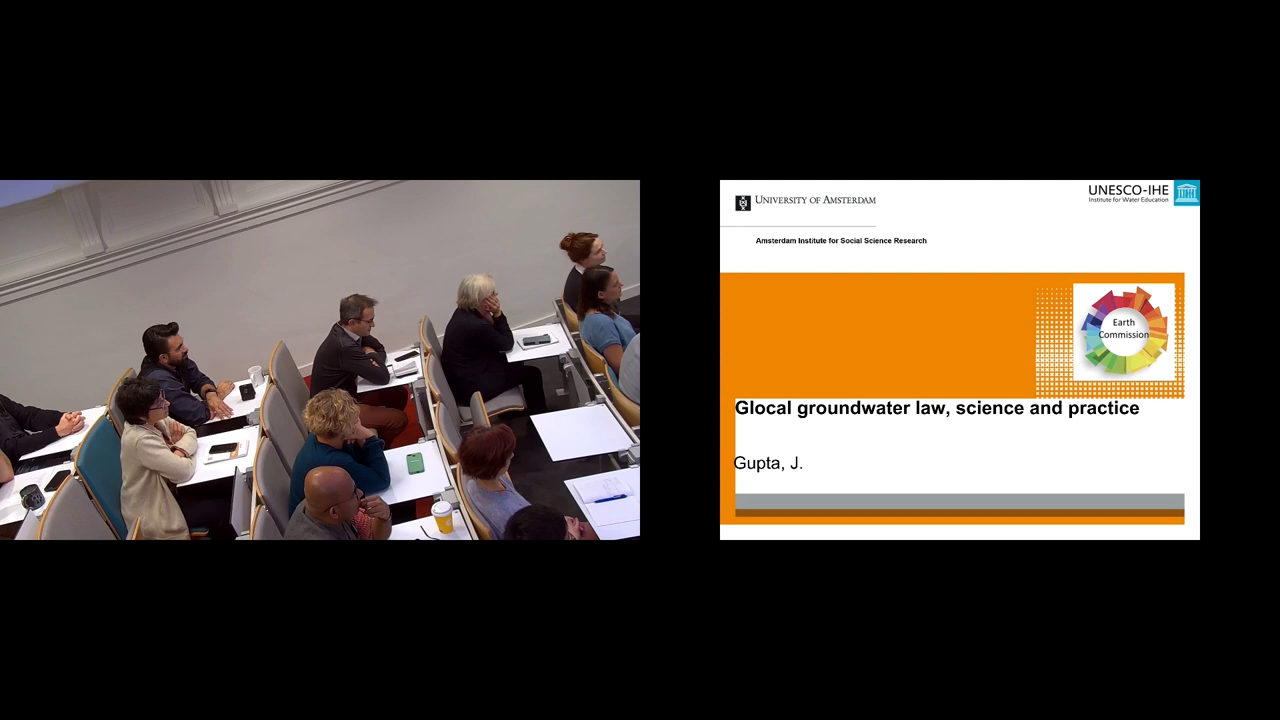 UNIVERSITY OF AMSTERDAM
UNESCO-IHE
Institute for Water Education
Amsterdam Institute for Social Science Research
Earth
Commission
Glocal groundwater law, science and practice
Gupta, J.